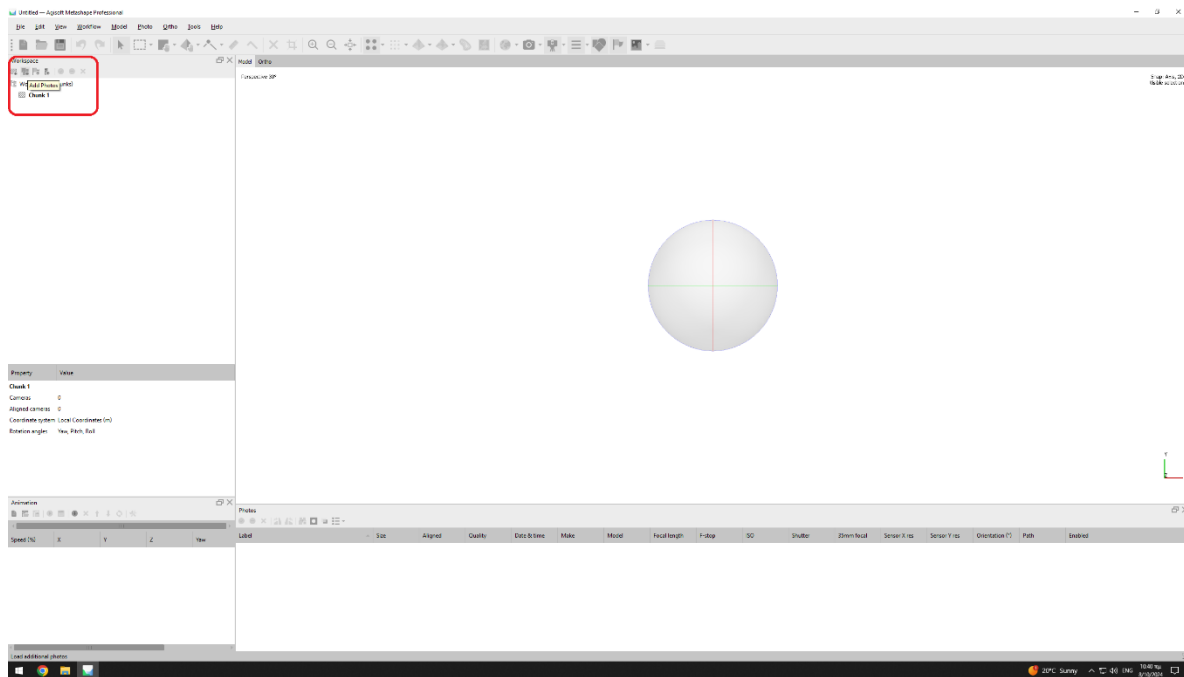 Untitled — Agisoft Metashape Professional
File Edit View Workflow Model Photo Ortho Tools Help
Workspace
Model Ortho
Perspective 30°
Add Photos
Chunk 1
Property Value
Chunk 1
Cameras 0
Aligned cameras 0
Coordinate system Local Coordinates (m)
Rotation angles Yaw, Pitch, Roll
Y
Animation
Photos
Speed (%) X Y Z Yaw
Label Size Aligned Quality Date & time Make Model Focal length F-stop ISO Shutter 35mm focal Sensor X res Sensor Y res Orientation (°) Path Enabled
Load additional photos
20°C Sunny ENG